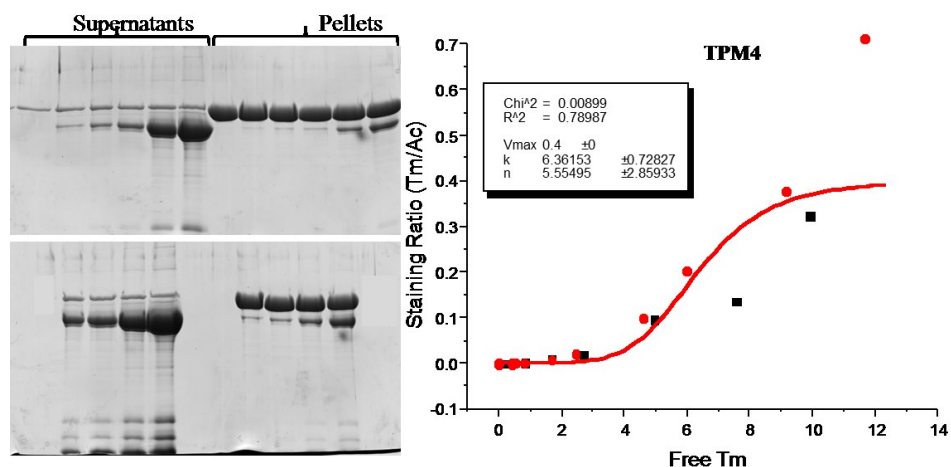 Supernatants Pellets
TPM4
Chi^2 = 0.00899
R^2 = 0.78987
Vmax 0.4 ±0
k 6.36153 ±0.72827
n 5.55495 ±2.85933
Staining Ratio (Tm/Ac)
0.7
0.6
0.5
0.4
0.3
0.2
0.1
0.0
-0.1
0 2 4 6 8 10 12 14
Free Tm